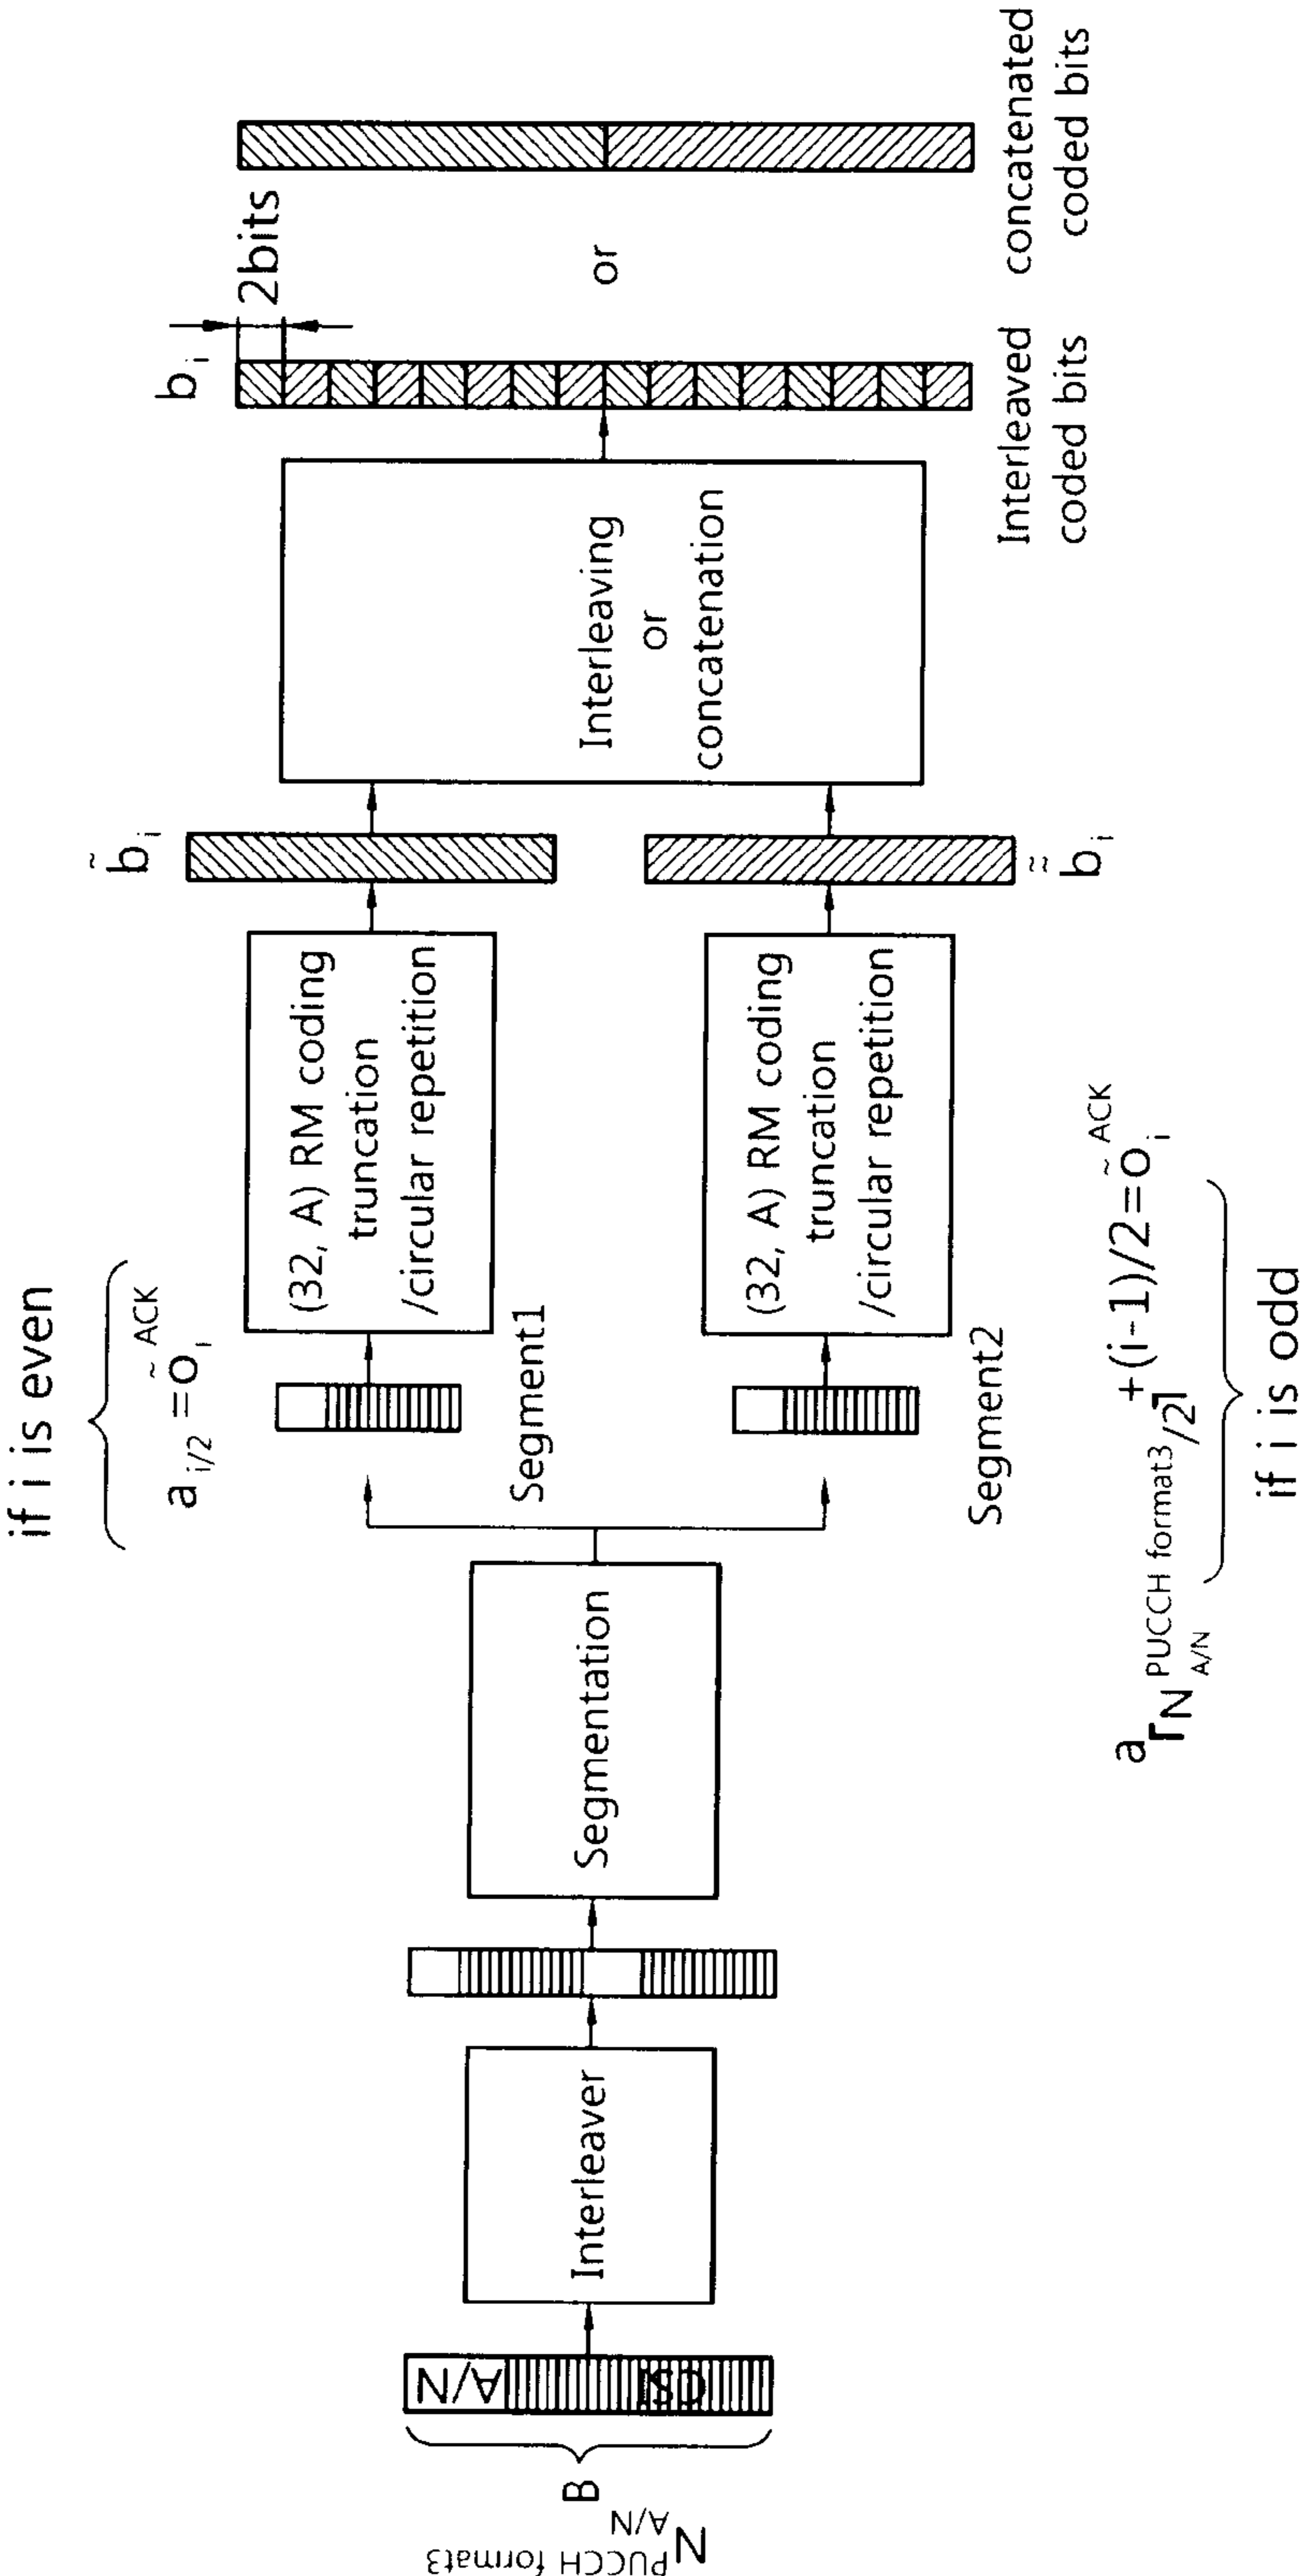 B
N_{A/N}^{PUCCH format3}
A/N
CSI
Interleaver
Segmentation
if i is even
a_{i/2} = õ_i^{ACK}
Segment1
Segment2
a_{⌈N_{A/N}^{PUCCH format3}/2⌉+(i-1)/2} = õ_i^{ACK}
if i is odd
(32, A) RM coding
truncation
/circular repetition
(32, A) RM coding
truncation
/circular repetition
b̃_i
b̃̃_i
Interleaving
or
concatenation
b_i
2bits
Interleaved
coded bits
or
concatenated
coded bits